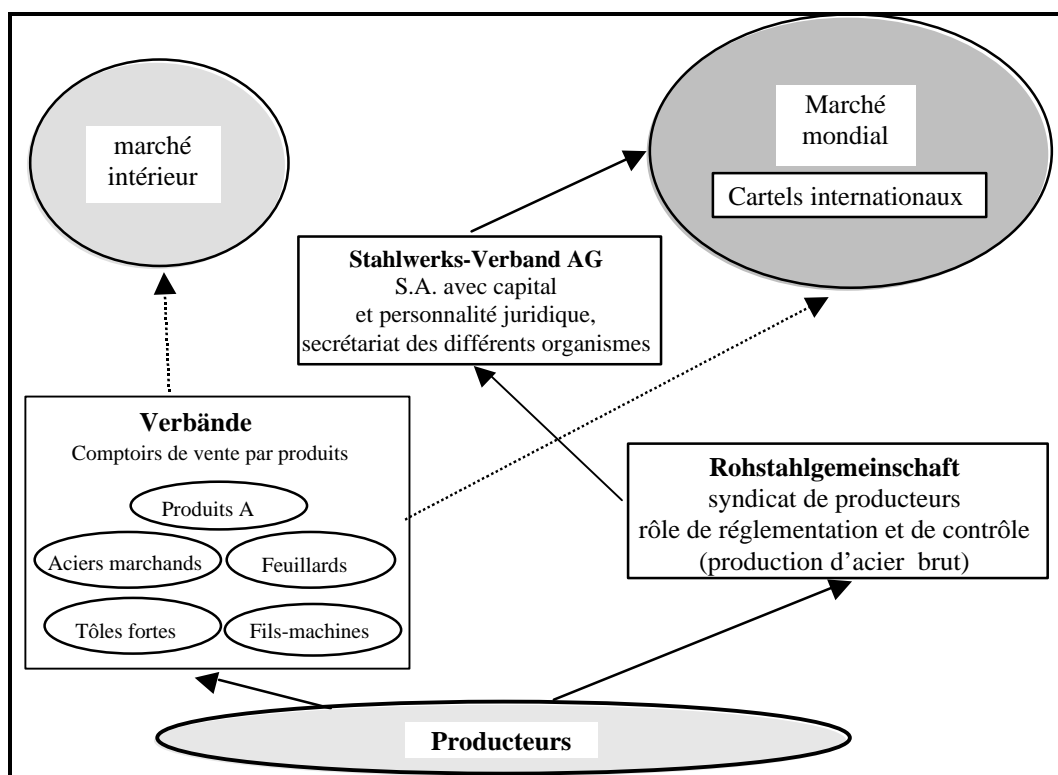 marché
intérieur
Marché
mondial
Cartels internationaux
Stahlwerks-Verband AG
S.A. avec capital
et personnalité juridique,
secrétariat des différents organismes
Verbände
Comptoirs de vente par produits
Produits A
Aciers marchands
Feuillards
Tôles fortes
Fils-machines
Rohstahlgemeinschaft
syndicat de producteurs
rôle de réglementation et de contrôle
(production d’acier brut)
Producteurs